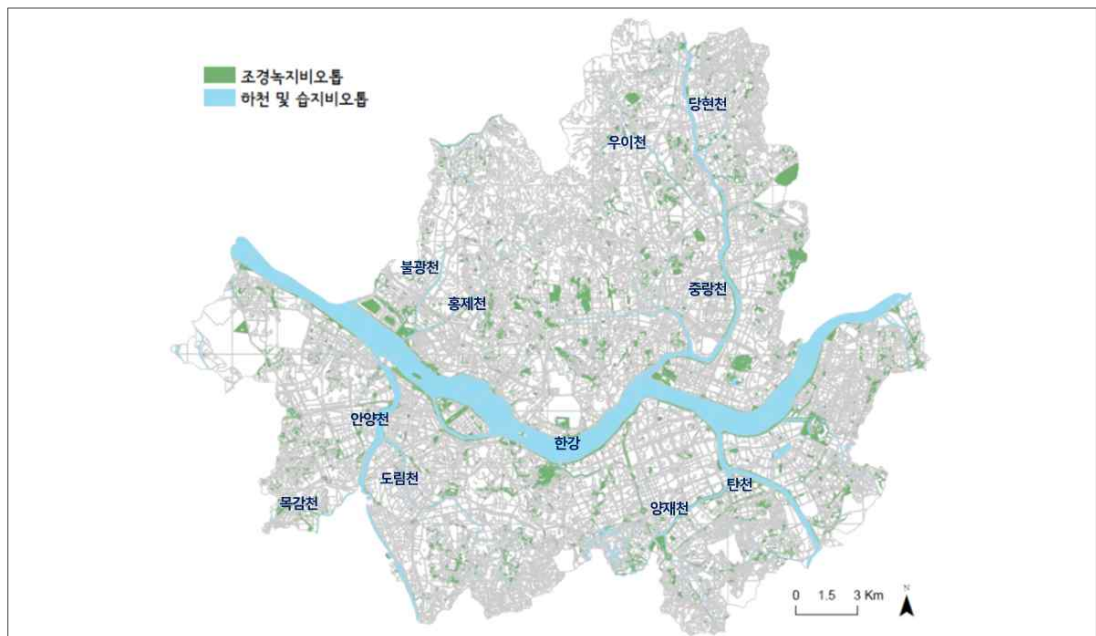 조경녹지비오톱
하천 및 습지비오톱
당현천
우이천
불광천
홍제천
중랑천
안양천
한강
도림천
목감천
양재천
탄천
0 1.5 3 Km
N